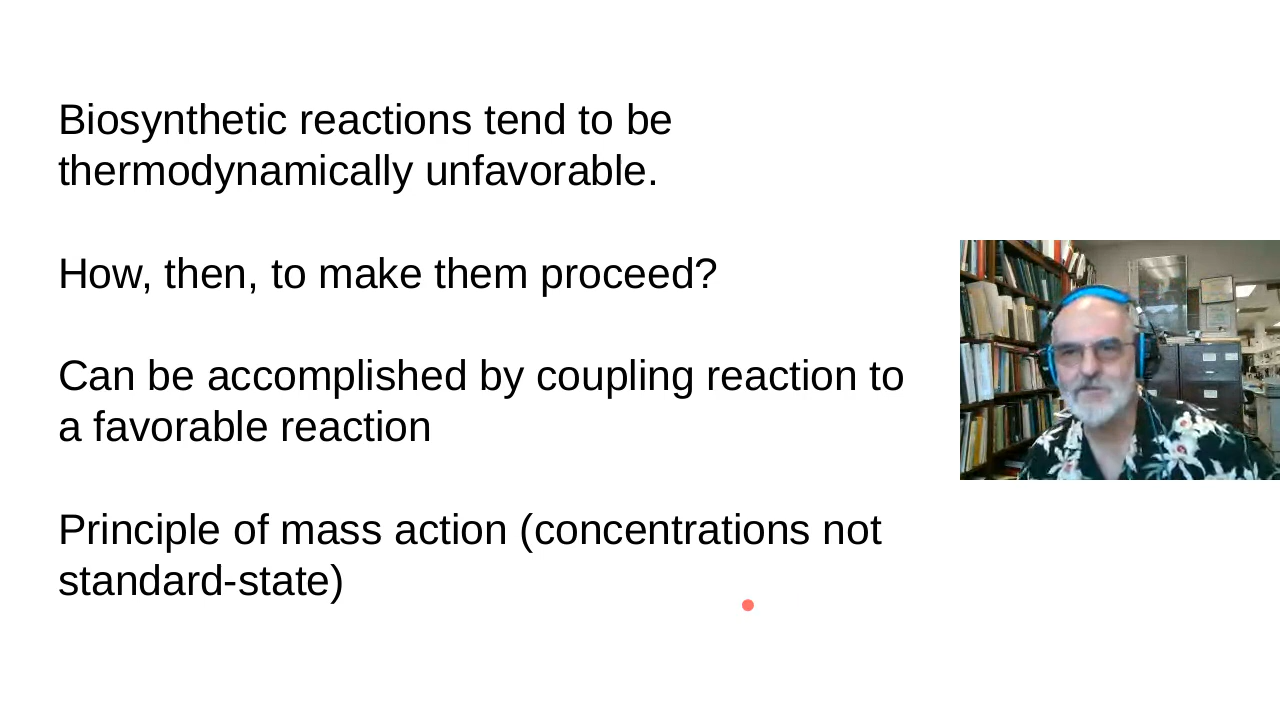 Biosynthetic reactions tend to be
thermodynamically unfavorable.
How, then, to make them proceed?
Can be accomplished by coupling reaction to
a favorable reaction
Principle of mass action (concentrations not
standard-state)